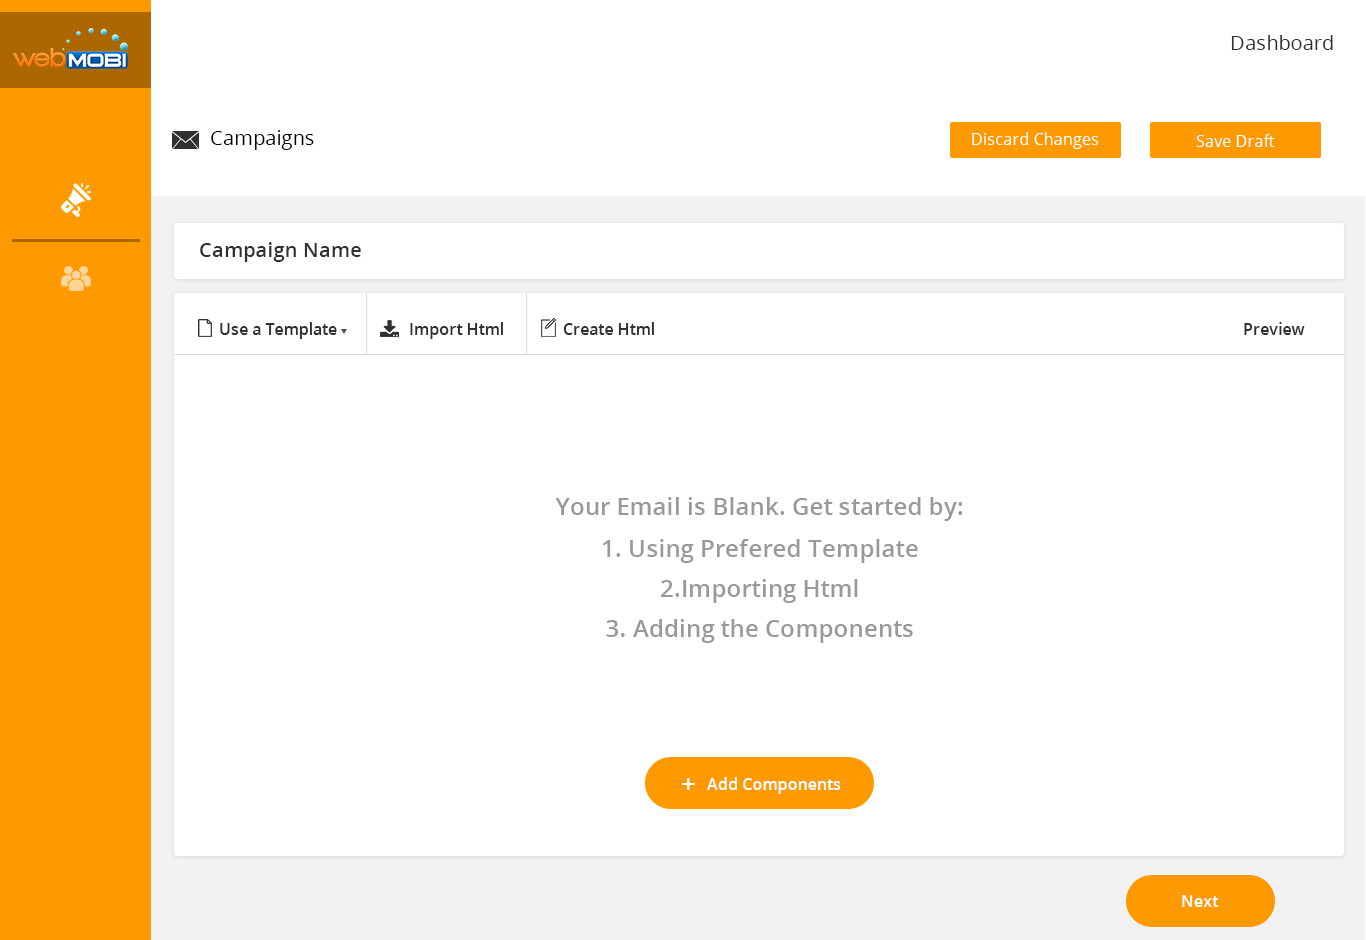 webMOBI
Dashboard
Campaigns
Discard Changes
Save Draft
Campaign Name
Use a Template
Import Html
Create Html
Preview
Your Email is Blank. Get started by:
1. Using Prefered Template
2.Importing Html
3. Adding the Components
+ Add Components
Next